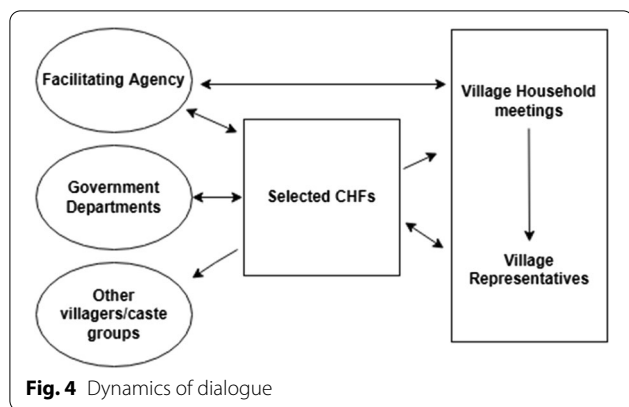 Facilitating Agency
Government
Departments
Other
villagers/caste
groups
Selected CHFs
Village Household
meetings
Village
Representatives
Fig. 4 Dynamics of dialogue